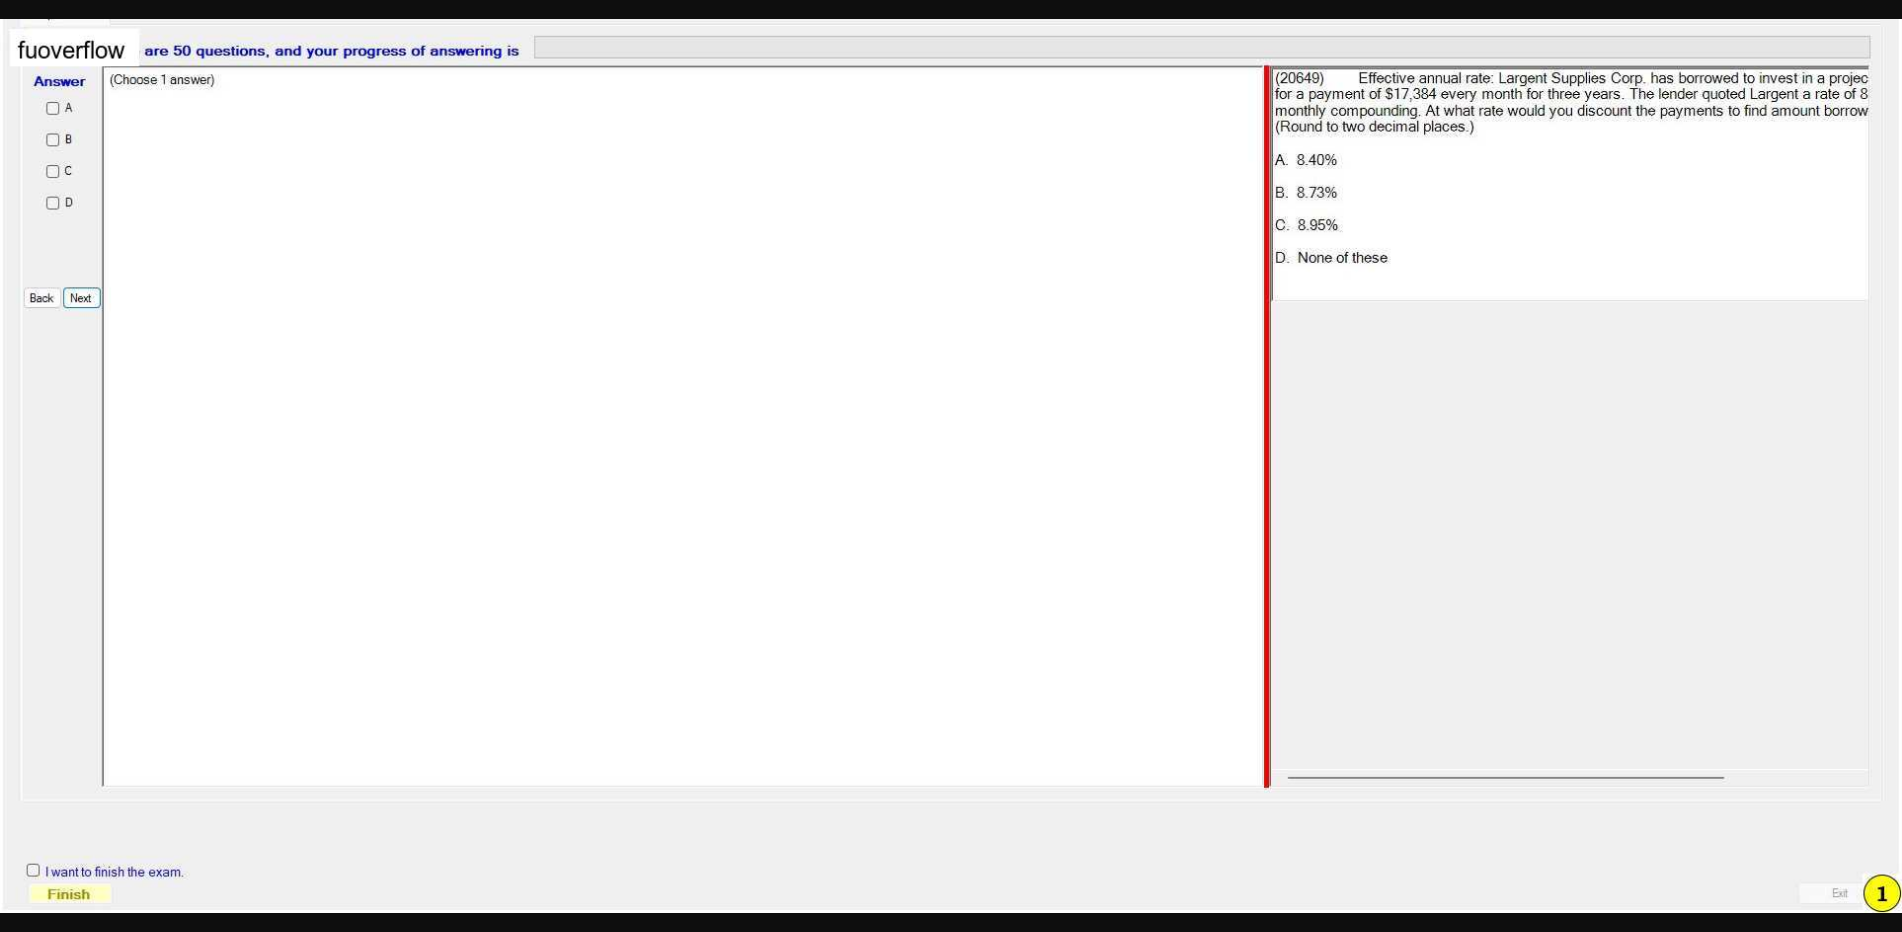 fuoverflow are 50 questions, and your progress of answering is
Answer
(Choose 1 answer)
A
B
C
D
Back Next
(20649) Effective annual rate: Largent Supplies Corp. has borrowed to invest in a projec
for a payment of $17,384 every month for three years. The lender quoted Largent a rate of 8
monthly compounding. At what rate would you discount the payments to find amount borrow
(Round to two decimal places.)
A. 8.40%
B. 8.73%
C. 8.95%
D. None of these
I want to finish the exam.
Finish
Exit
1